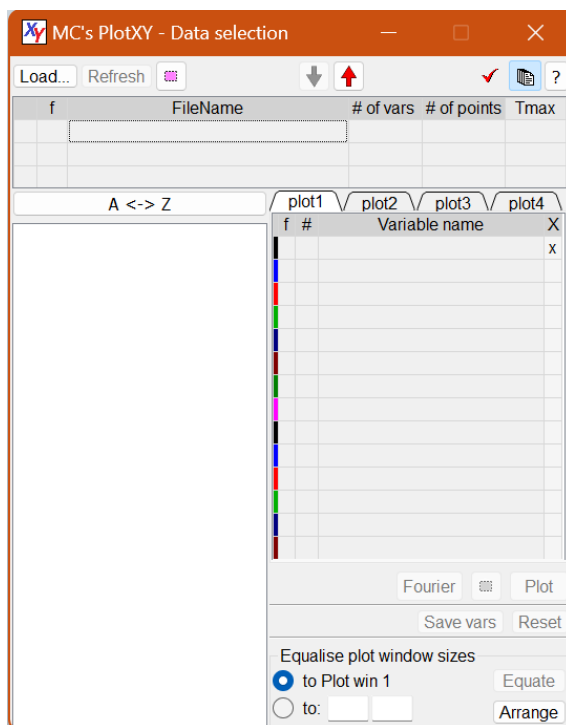 XY MC's PlotXY - Data selection
Load... Refresh ?
f FileName # of vars # of points Tmax
A <-> Z plot1 plot2 plot3 plot4
f # Variable name X
x
Fourier Plot
Save vars Reset
Equalise plot window sizes
to Plot win 1 Equate
to: Arrange